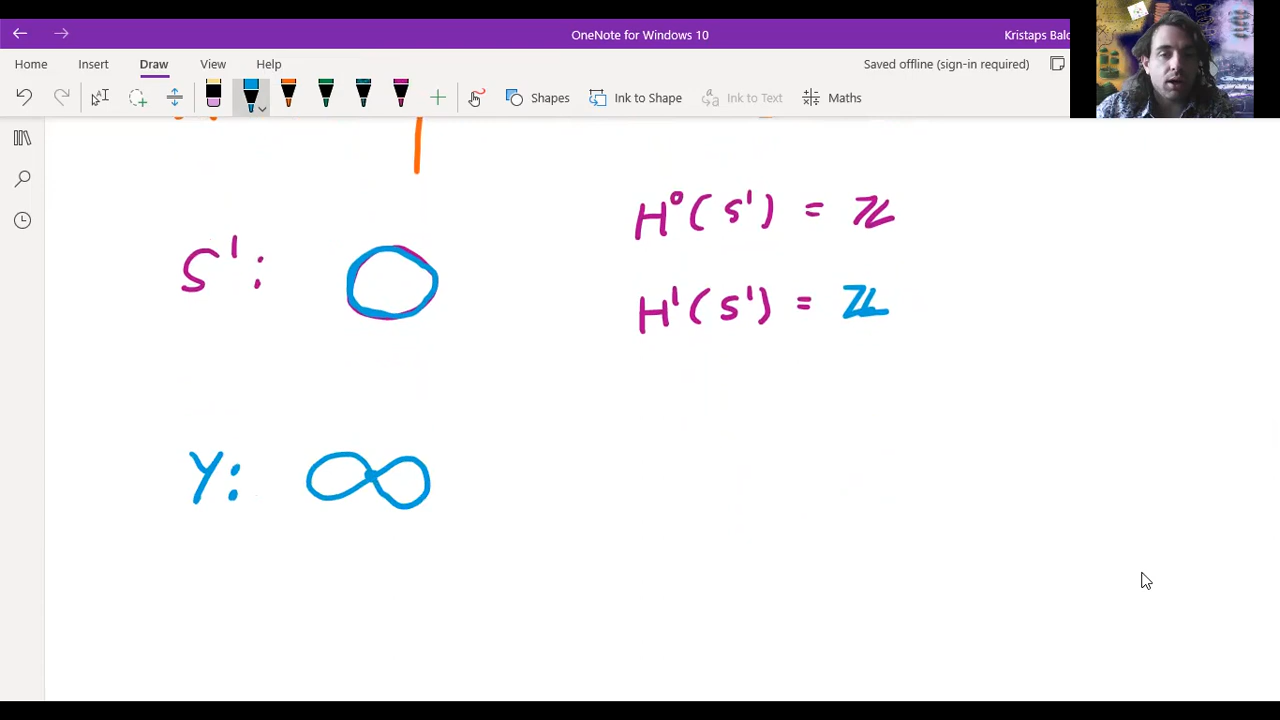 OneNote for Windows 10
Kristaps Balo
Home Insert Draw View Help
Saved offline (sign-in required)
Shapes Ink to Shape Ink to Text Maths
H⁰(S¹) = ℤ
S¹:
H¹(S¹) = ℤ
Y: